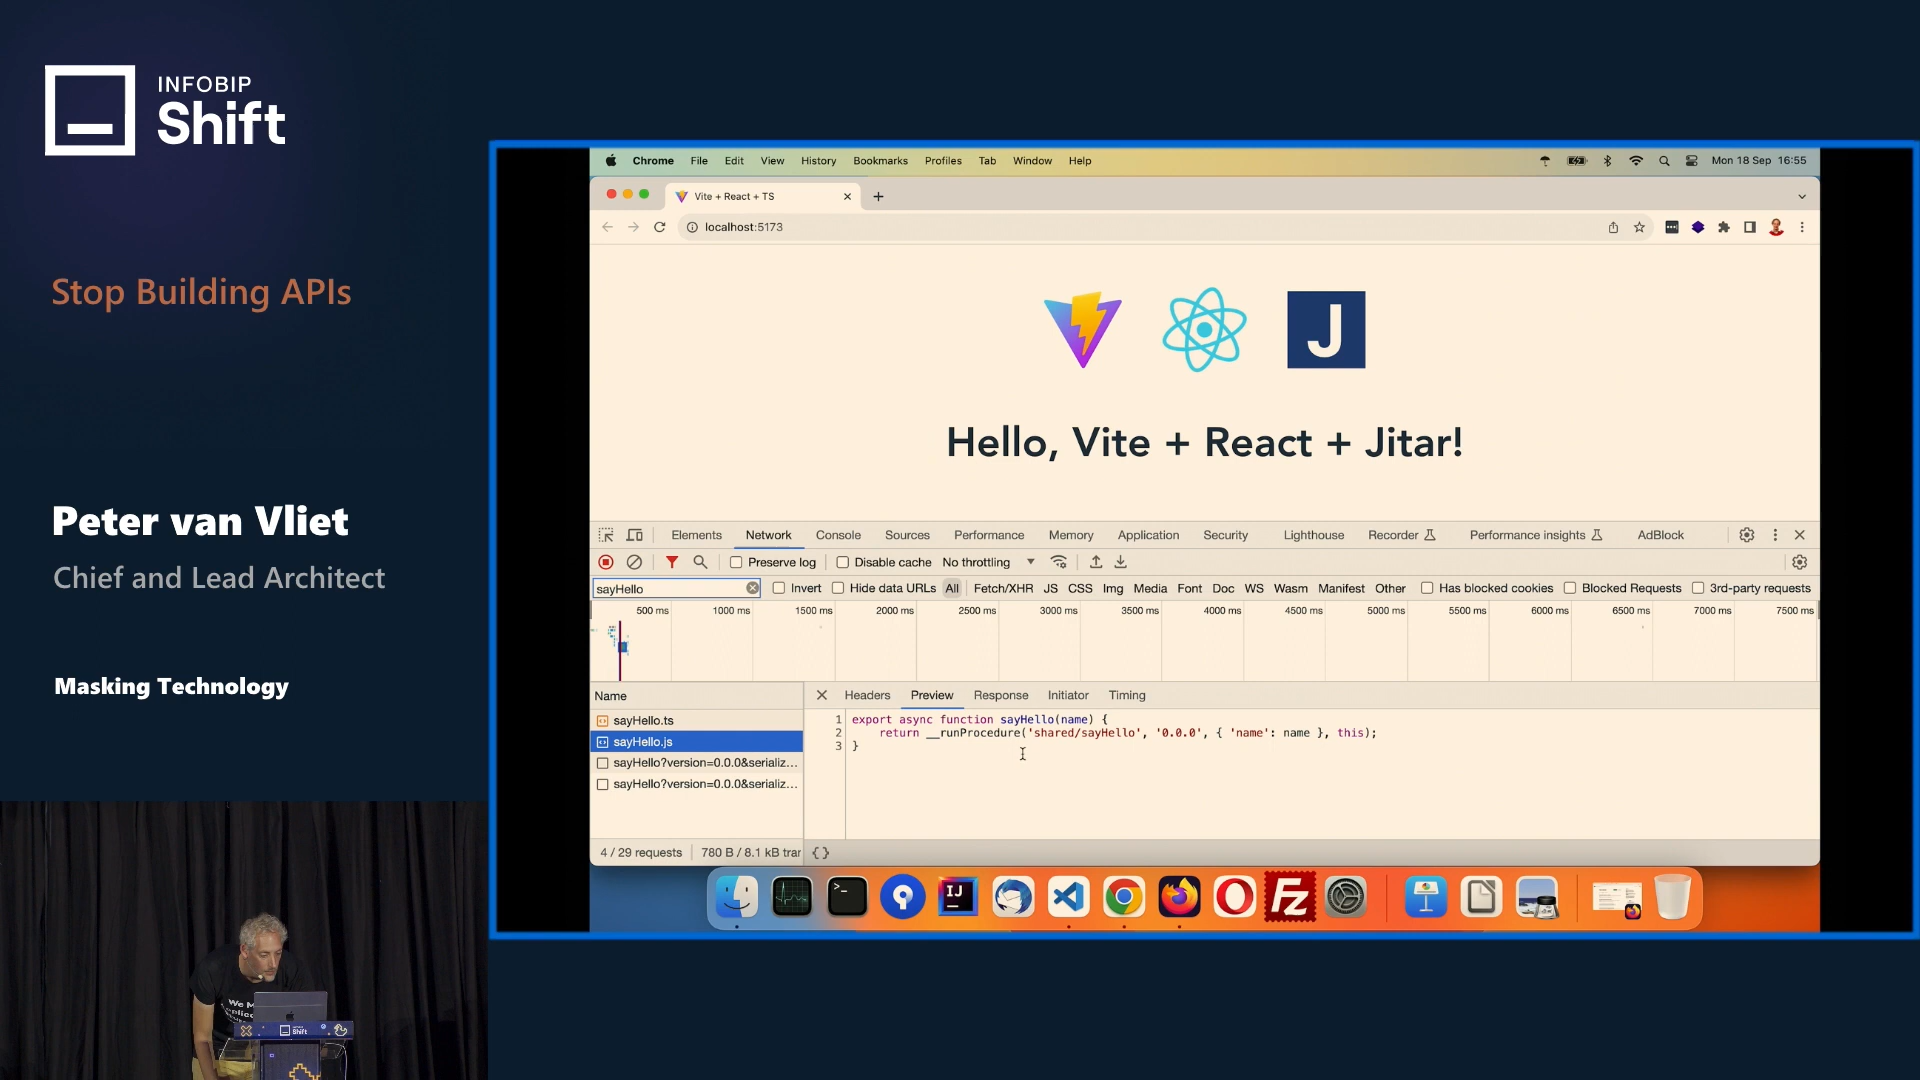 INFOBIP
Shift
Stop Building APIs
Peter van Vliet
Chief and Lead Architect
Masking Technology
Chrome File Edit View History Bookmarks Profiles Tab Window Help Mon 18 Sep 16:55
Vite + React + TS
localhost:5173
J
Hello, Vite + React + Jitar!
Elements Network Console Sources Performance Memory Application Security Lighthouse Recorder Performance insights AdBlock
Preserve log Disable cache No throttling
sayHello Invert Hide data URLs All Fetch/XHR JS CSS Img Media Font Doc WS Wasm Manifest Other Has blocked cookies Blocked Requests 3rd-party requests
500 ms 1000 ms 1500 ms 2000 ms 2500 ms 3000 ms 3500 ms 4000 ms 4500 ms 5000 ms 5500 ms 6000 ms 6500 ms 7000 ms 7500 ms
Name Headers Preview Response Initiator Timing
sayHello.ts
sayHello.js
sayHello?version=0.0.0&serializ...
sayHello?version=0.0.0&serializ...
1 export async function sayHello(name) {
2 return __runProcedure('shared/sayHello', '0.0.0', { 'name': name }, this);
3 }
4 / 29 requests 780 B / 8.1 kB tran {}
IJ
Fz
We M
Shift